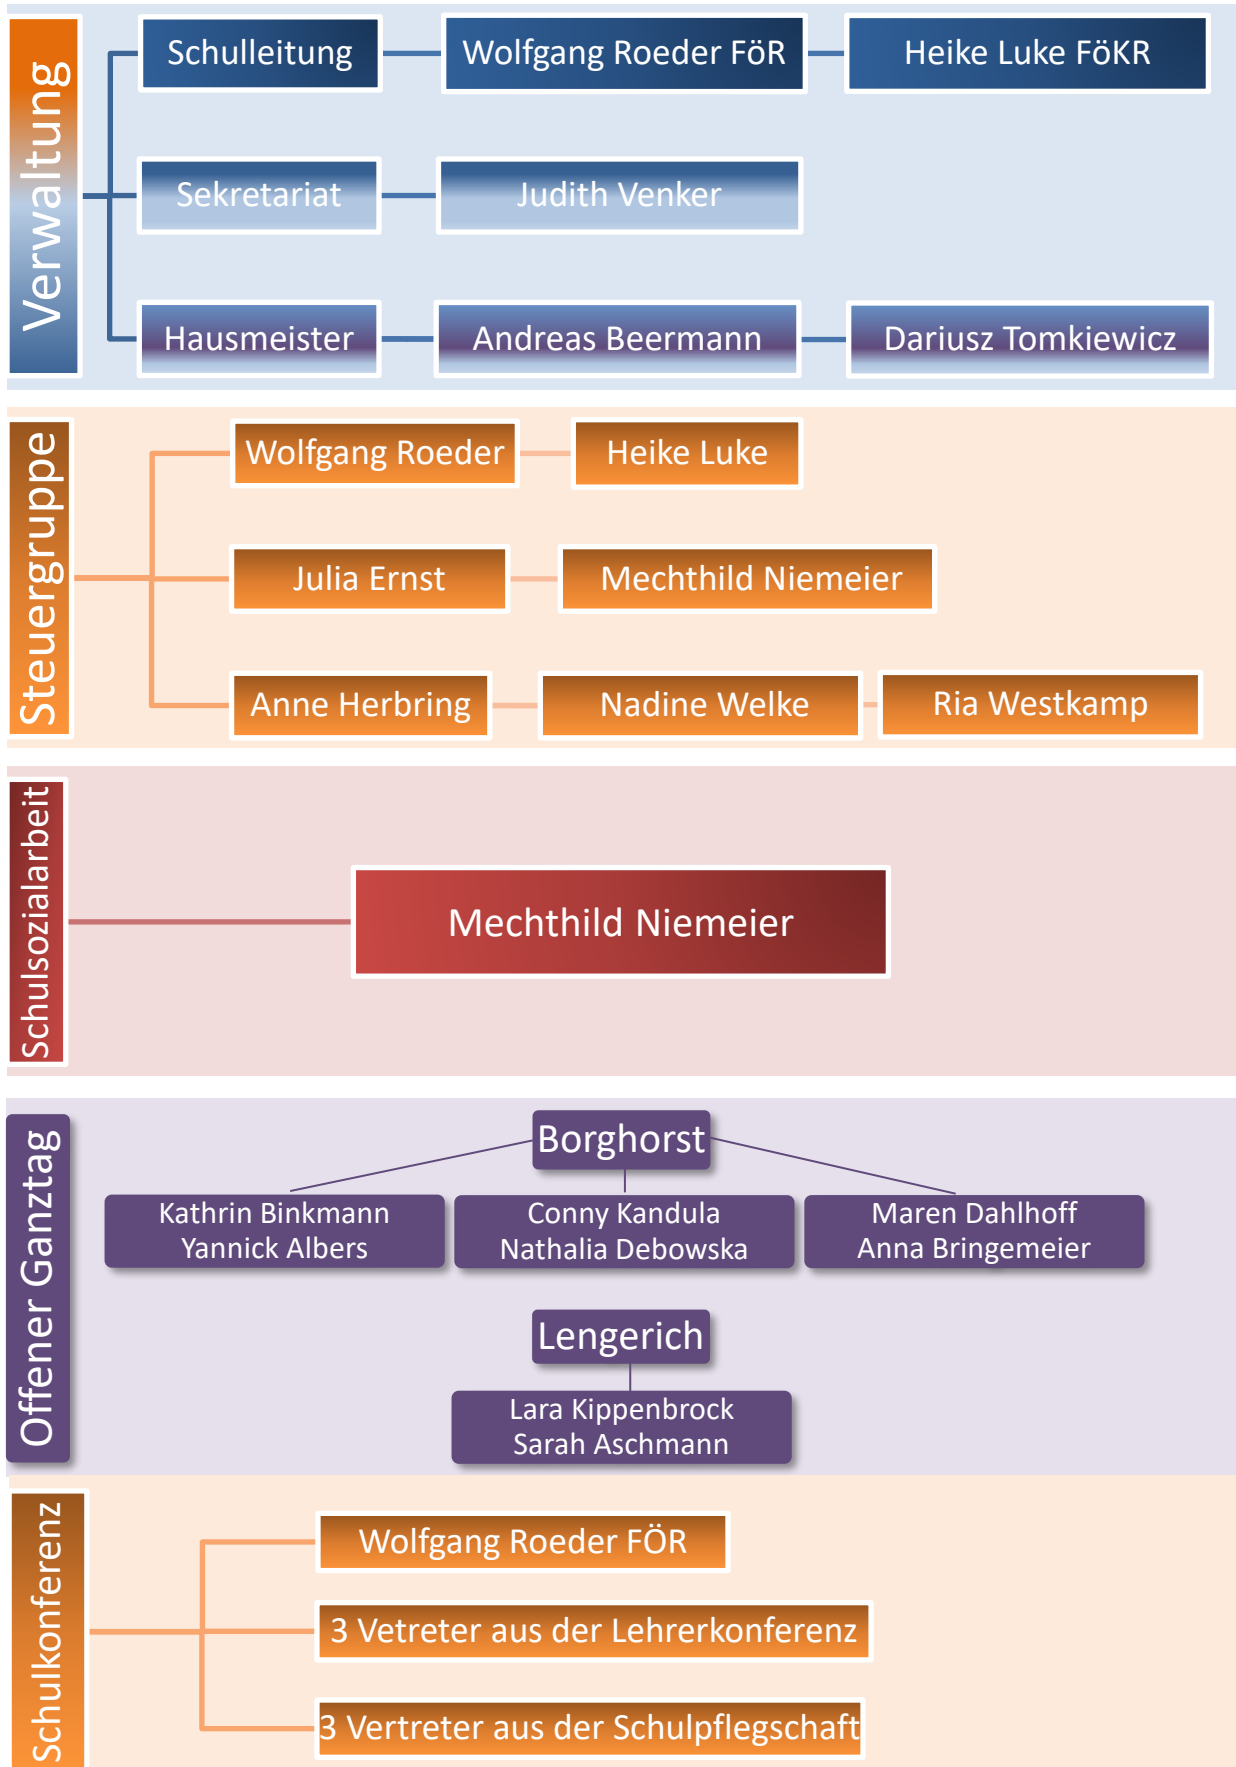 Verwaltung
Schulleitung
Wolfgang Roeder FöR
Heike Luke FöKR
Sekretariat
Judith Venker
Hausmeister
Andreas Beermann
Dariusz Tomkiewicz
Steuergruppe
Wolfgang Roeder
Heike Luke
Julia Ernst
Mechthild Niemeier
Anne Herbring
Nadine Welke
Ria Westkamp
Schulsozialarbeit
Mechthild Niemeier
Offener Ganztag
Borghorst
Kathrin Binkmann
Yannick Albers
Conny Kandula
Nathalia Debowska
Maren Dahlhoff
Anna Bringemeier
Lengerich
Lara Kippenbrock
Sarah Aschmann
Schulkonferenz
Wolfgang Roeder FÖR
3 Vetreter aus der Lehrerkonferenz
3 Vertreter aus der Schulpflegschaft